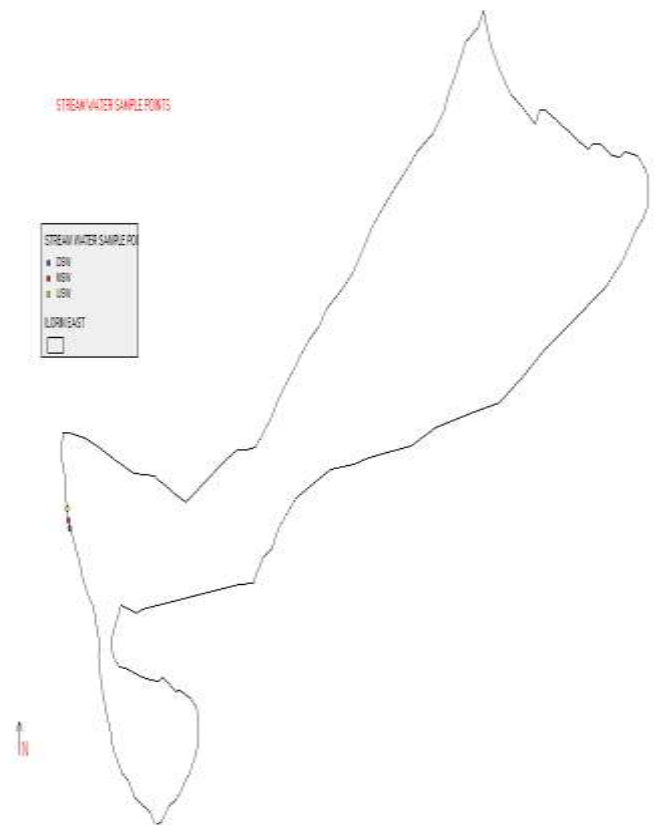 STREAM WATER SAMPLE POINTS
STREAM WATER SAMPLE POI
DSW
MSW
USW
ILORIN EAST
N